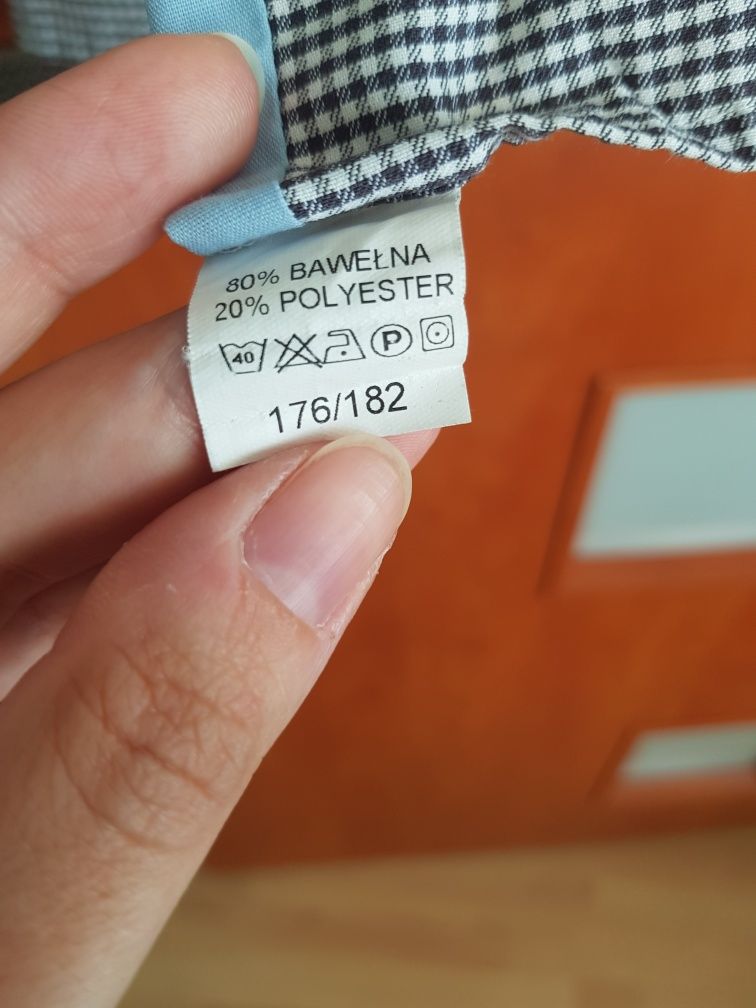 80% BAWEŁNA
20% POLYESTER
40 P
176/182